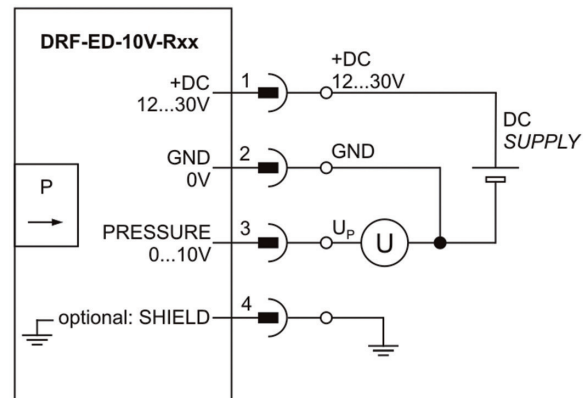 DRF-ED-10V-Rxx
+DC
12...30V
1
+DC
12...30V
DC
SUPPLY
GND
0V
2
GND
P
PRESSURE
0...10V
3
UP
U
optional: SHIELD
4